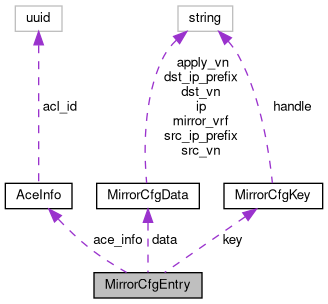 uuid
string
acl_id
apply_vn
dst_ip_prefix
dst_vn
ip
mirror_vrf
src_ip_prefix
src_vn
handle
AceInfo
MirrorCfgData
MirrorCfgKey
ace_info
data
key
MirrorCfgEntry